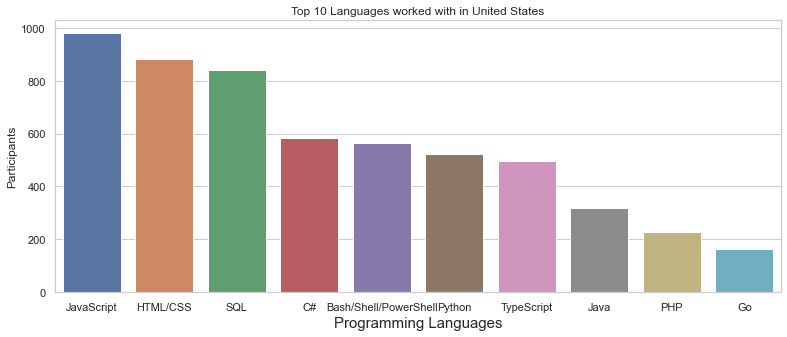 Top 10 Languages worked with in United States
1000
800
600
400
200
0
Participants
JavaScript HTML/CSS SQL C# Bash/Shell/PowerShell Python TypeScript Java PHP Go
Programming Languages